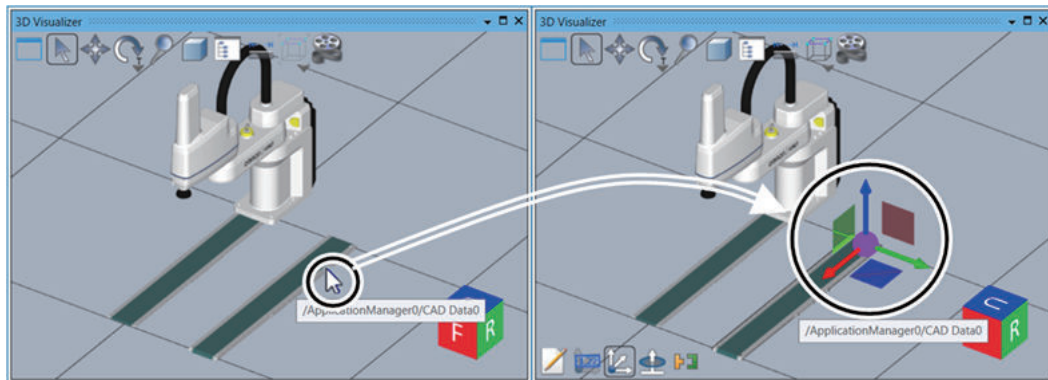 3D Visualizer
3D Visualizer
/ApplicationManager0/CAD Data0
/ApplicationManager0/CAD Data0
F
R
U
R